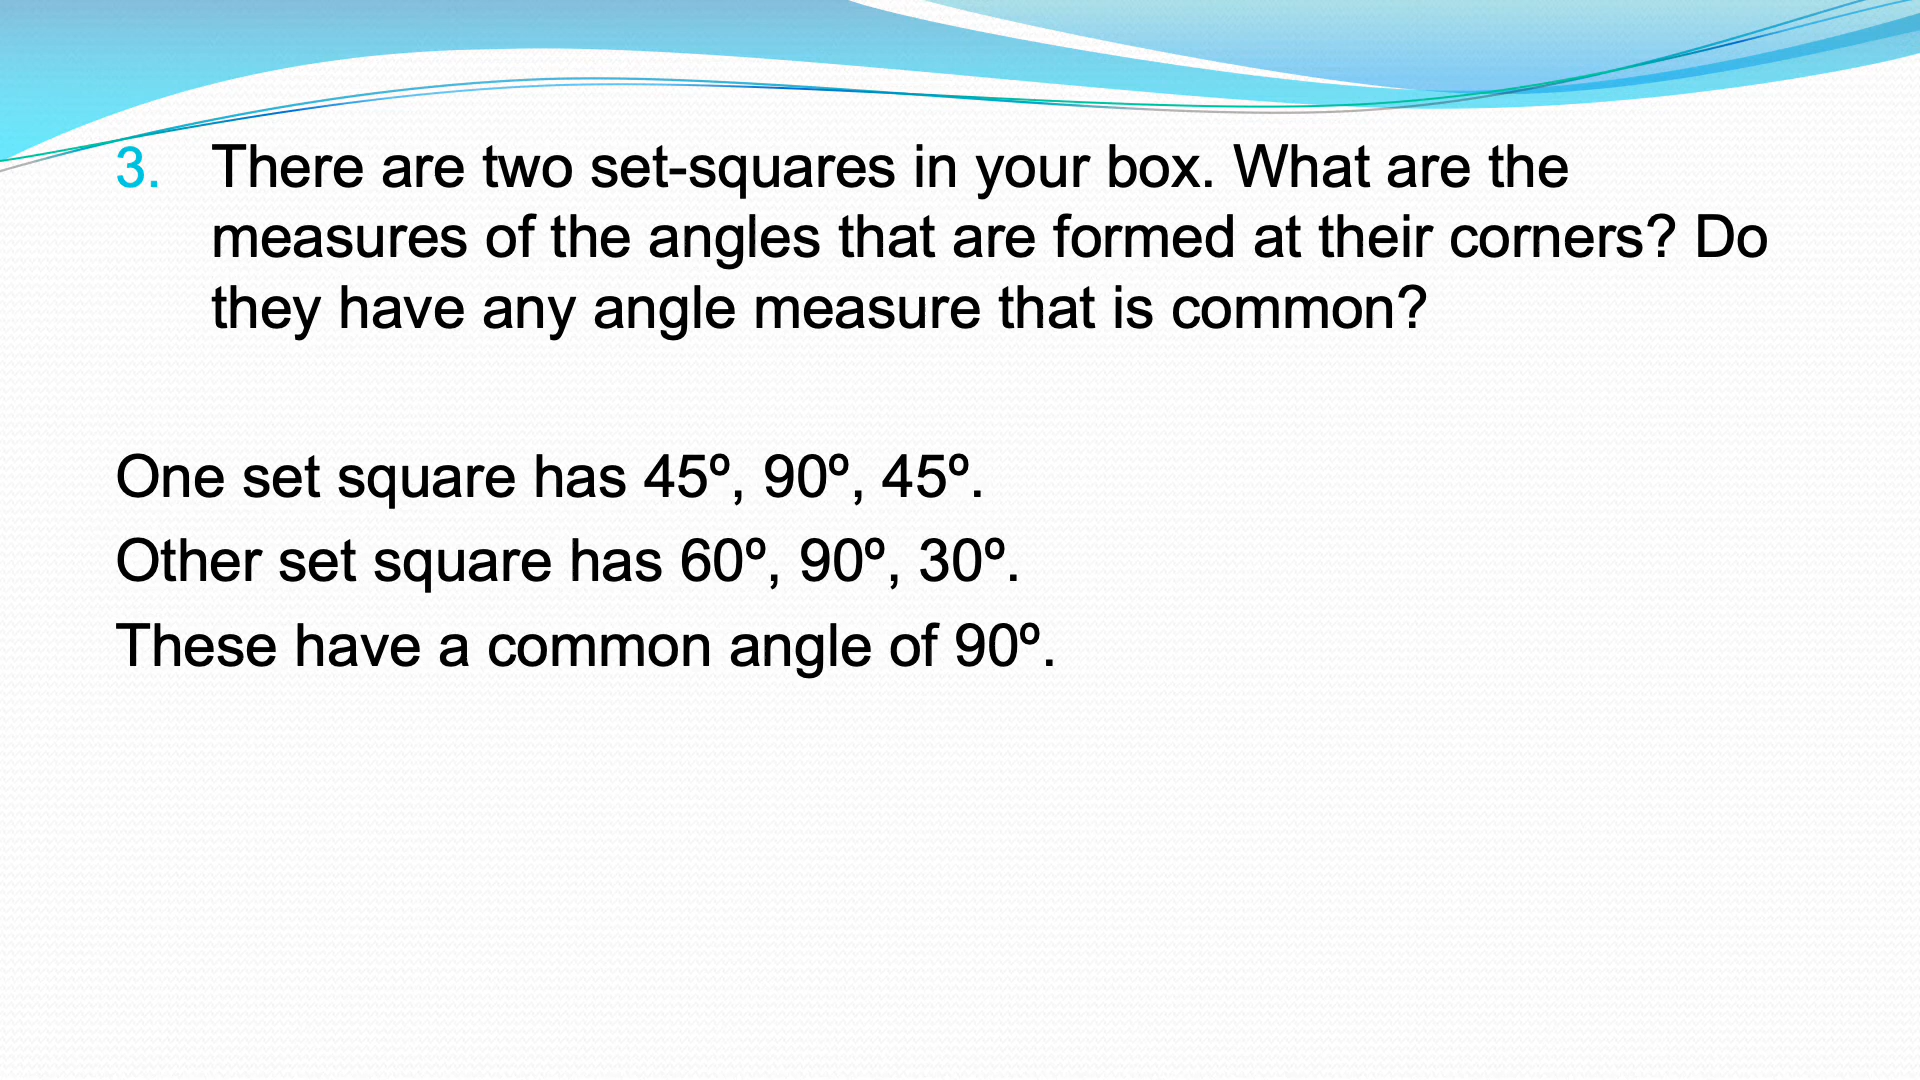 3. There are two set-squares in your box. What are the
measures of the angles that are formed at their corners? Do
they have any angle measure that is common?
One set square has 45º, 90º, 45º.
Other set square has 60º, 90º, 30º.
These have a common angle of 90º.